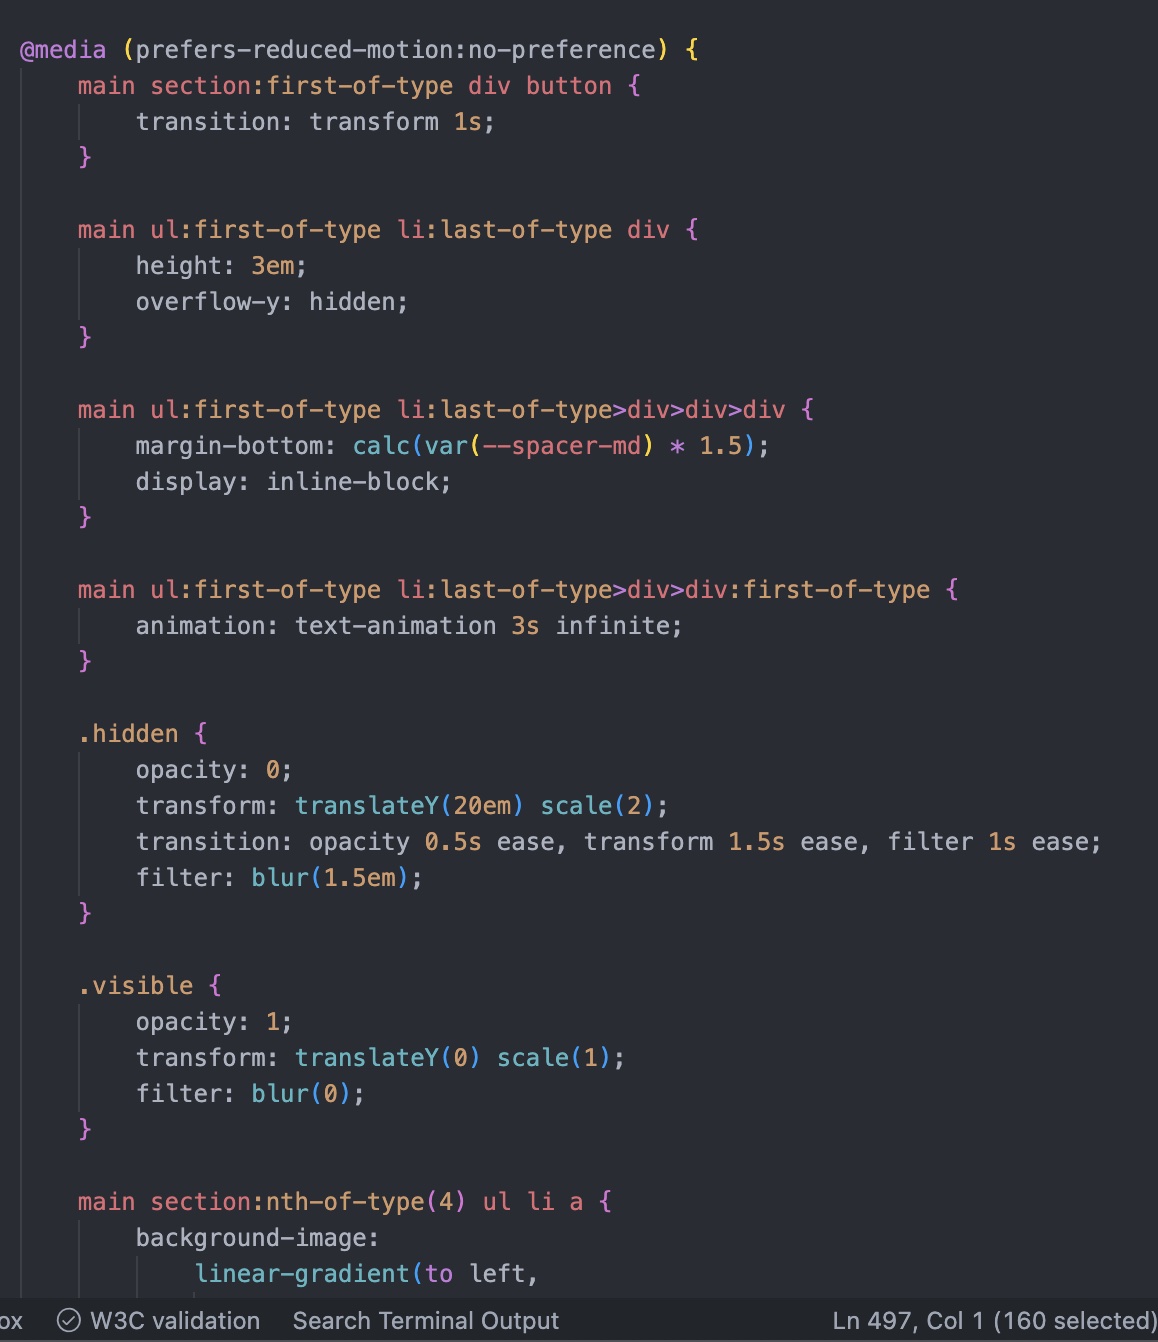 @media (prefers-reduced-motion:no-preference) {
    main section:first-of-type div button {
        transition: transform 1s;
    }

    main ul:first-of-type li:last-of-type div {
        height: 3em;
        overflow-y: hidden;
    }

    main ul:first-of-type li:last-of-type>div>div>div {
        margin-bottom: calc(var(--spacer-md) * 1.5);
        display: inline-block;
    }

    main ul:first-of-type li:last-of-type>div>div:first-of-type {
        animation: text-animation 3s infinite;
    }

    .hidden {
        opacity: 0;
        transform: translateY(20em) scale(2);
        transition: opacity 0.5s ease, transform 1.5s ease, filter 1s ease;
        filter: blur(1.5em);
    }

    .visible {
        opacity: 1;
        transform: translateY(0) scale(1);
        filter: blur(0);
    }

    main section:nth-of-type(4) ul li a {
        background-image:
            linear-gradient(to left,
ox W3C validation Search Terminal Output Ln 497, Col 1 (160 selected)